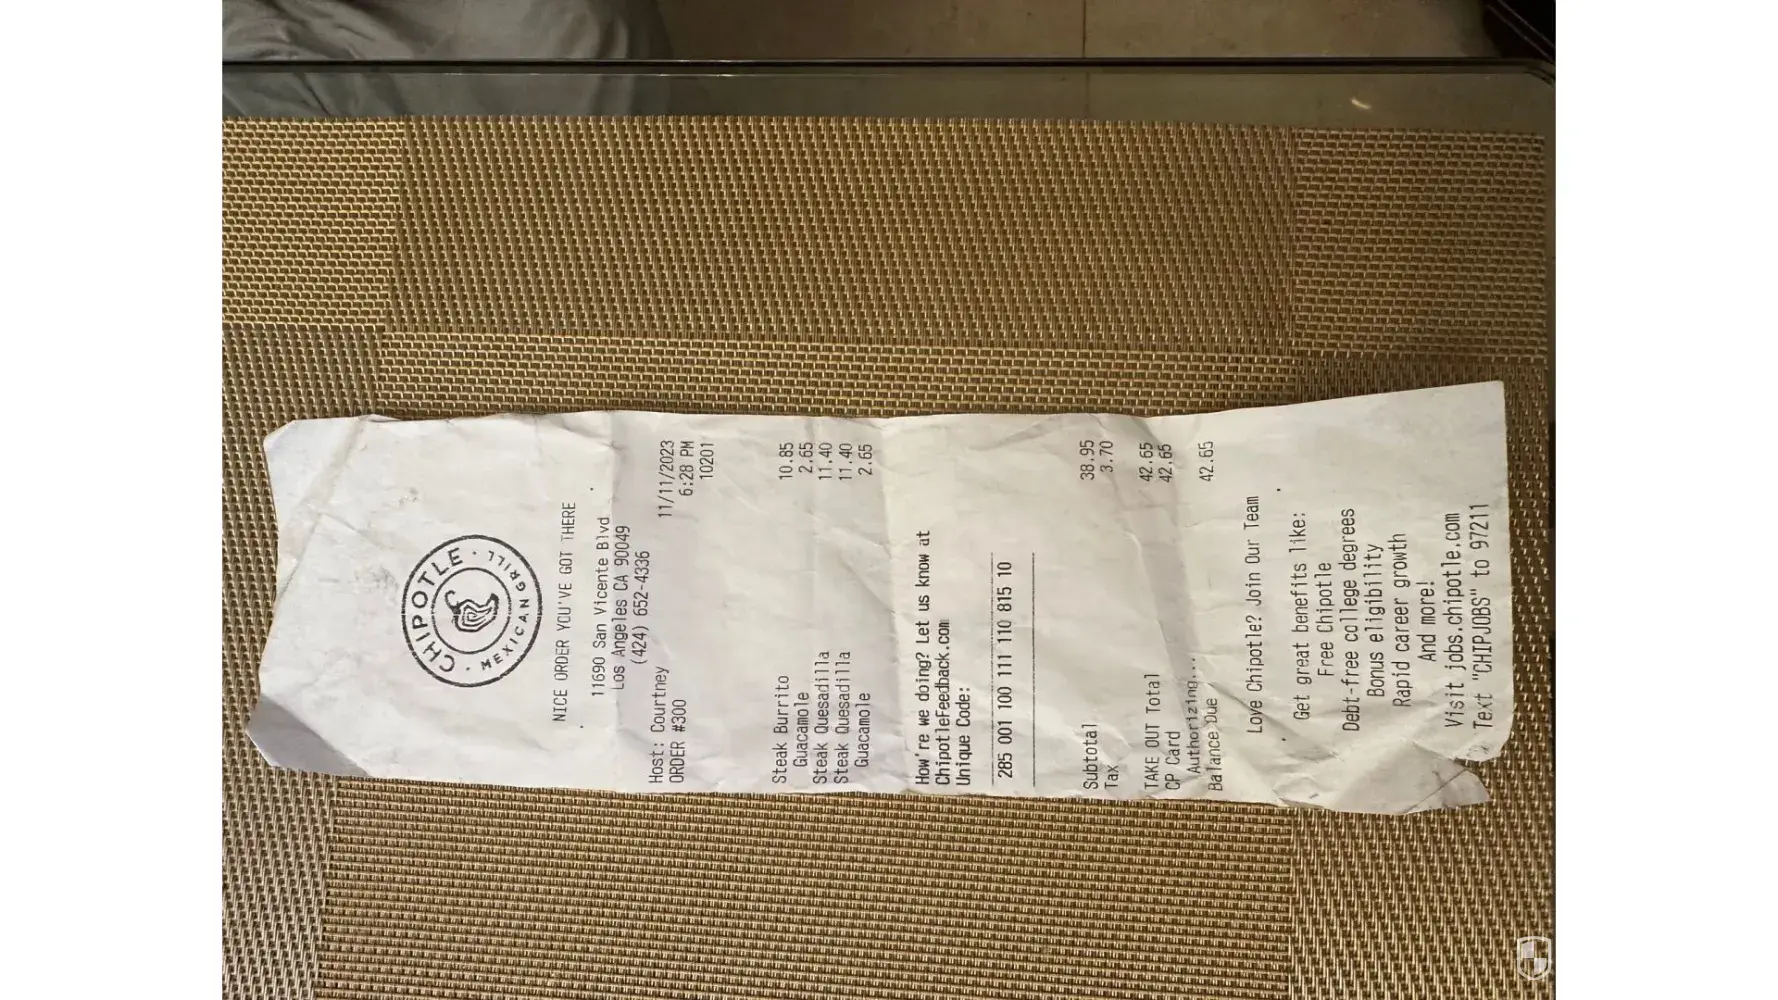 CHIPOTLE
MEXICAN GRILL
NICE ORDER YOU'VE GOT THERE
11690 San Vicente Blvd
Los Angeles CA 90049
(424) 652-4336
Host: Courtney 11/11/2023
ORDER #300 6:28 PM
10201
Steak Burrito 10.85
Guacamole 2.65
Steak Quesadilla 11.40
Steak Quesadilla 11.40
Guacamole 2.65
How're we doing? Let us know at
ChipotleFeedback.com
Unique Code:
285 001 100 111 110 815 10
Subtotal 38.95
Tax 3.70
TAKE OUT Total 42.65
CP Card 42.65
Authorizing...
Balance Due 42.65
Love Chipotle? Join Our Team
Get great benefits like:
Free Chipotle
Debt-free college degrees
Bonus eligibility
Rapid career growth
And more!
Visit jobs.chipotle.com
Text "CHIPJOBS" to 97211